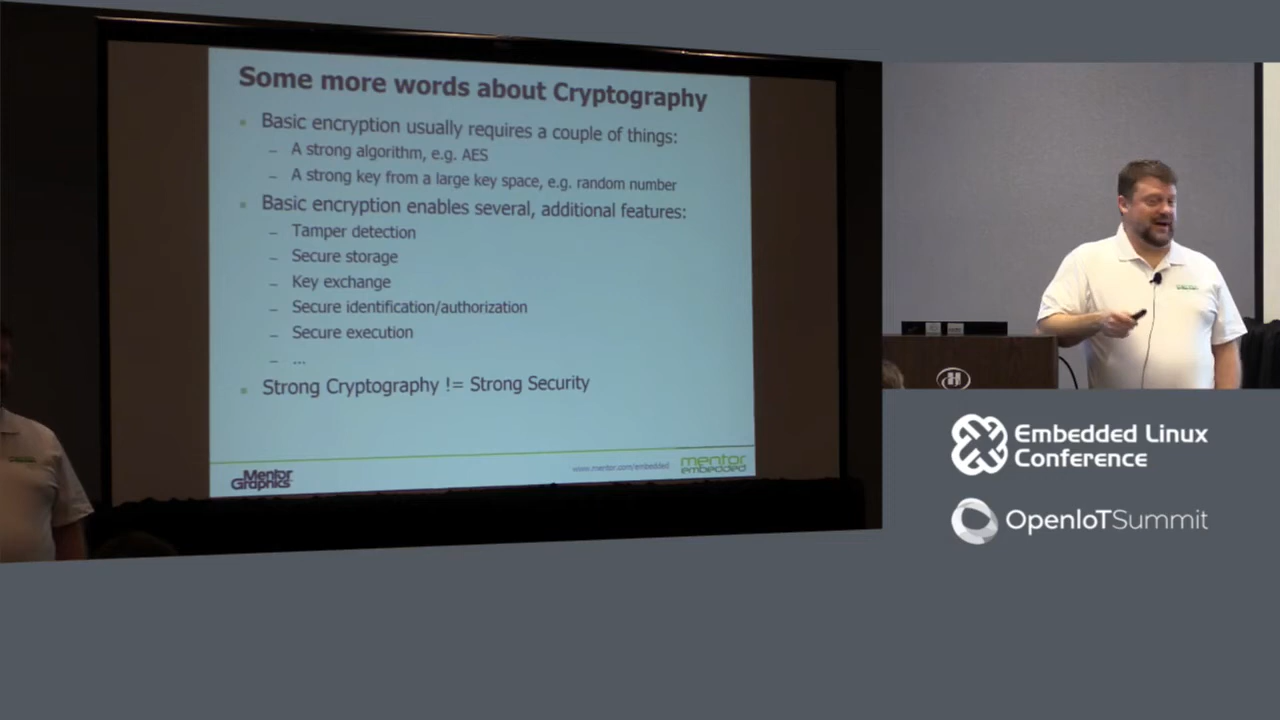 Some more words about Cryptography
Basic encryption usually requires a couple of things:
– A strong algorithm, e.g. AES
– A strong key from a large key space, e.g. random number
Basic encryption enables several, additional features:
– Tamper detection
– Secure storage
– Key exchange
– Secure identification/authorization
– Secure execution
– ...
Strong Cryptography != Strong Security
Mentor
Graphics
www.mentor.com/embedded
mentor
embedded
H
Embedded Linux
Conference
OpenIoTSummit